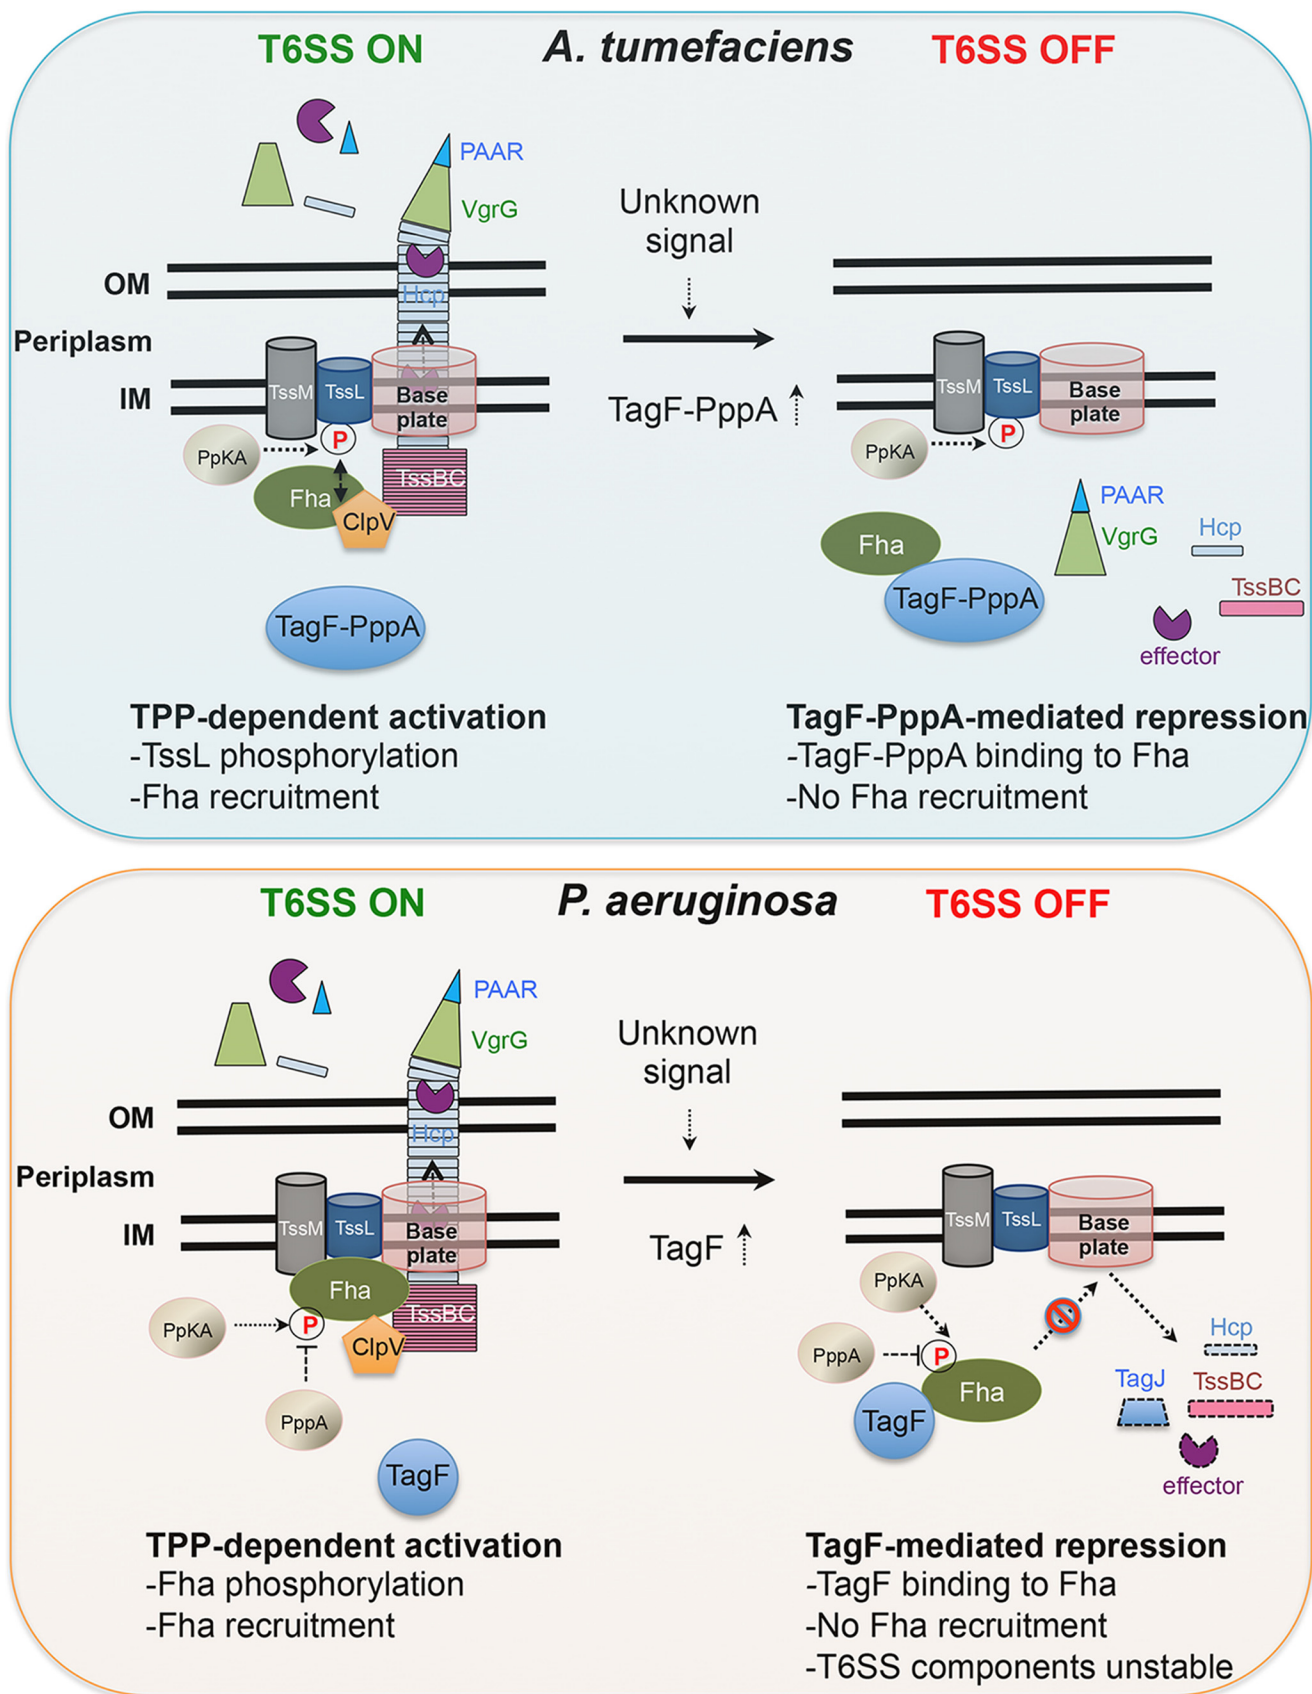 T6SS ON
A. tumefaciens
T6SS OFF
PAAR
VgrG
Unknown
signal
OM
Hcp
Periplasm
IM
TssM
TssL
Base
plate
P
PpKA
TssBC
Fha
ClpV
TagF-PppA
TagF-PppA
TssM
TssL
Base
plate
P
PpKA
PAAR
VgrG
Hcp
Fha
TagF-PppA
TssBC
effector
TPP-dependent activation
-TssL phosphorylation
-Fha recruitment
TagF-PppA-mediated repression
-TagF-PppA binding to Fha
-No Fha recruitment
T6SS ON
P. aeruginosa
T6SS OFF
PAAR
VgrG
Unknown
signal
OM
Hcp
Periplasm
IM
TssM
TssL
Base
plate
Fha
TssBC
PpKA
P
ClpV
PppA
TagF
TagF
TssM
TssL
Base
plate
PpKA
PppA
P
Fha
TagF
Hcp
TagJ
TssBC
effector
TPP-dependent activation
-Fha phosphorylation
-Fha recruitment
TagF-mediated repression
-TagF binding to Fha
-No Fha recruitment
-T6SS components unstable